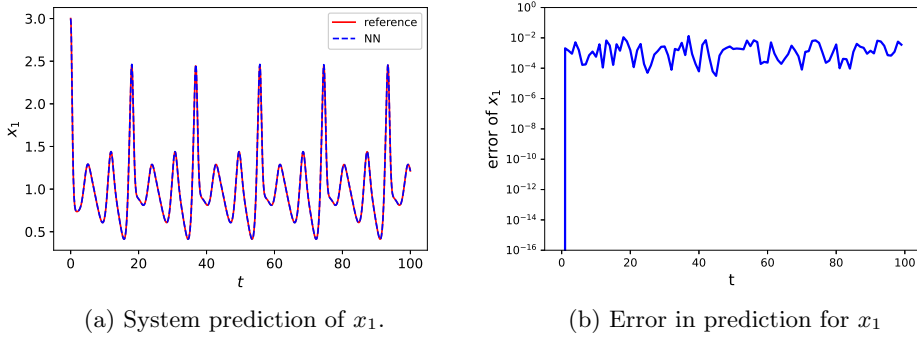 reference
NN
3.0
2.5
2.0
1.5
1.0
0.5
x₁
0 20 40 60 80 100
t
(a) System prediction of x₁.
10⁰
10⁻²
10⁻⁴
10⁻⁶
10⁻⁸
10⁻¹⁰
10⁻¹²
10⁻¹⁴
10⁻¹⁶
error of x₁
0 20 40 60 80 100
t
(b) Error in prediction for x₁